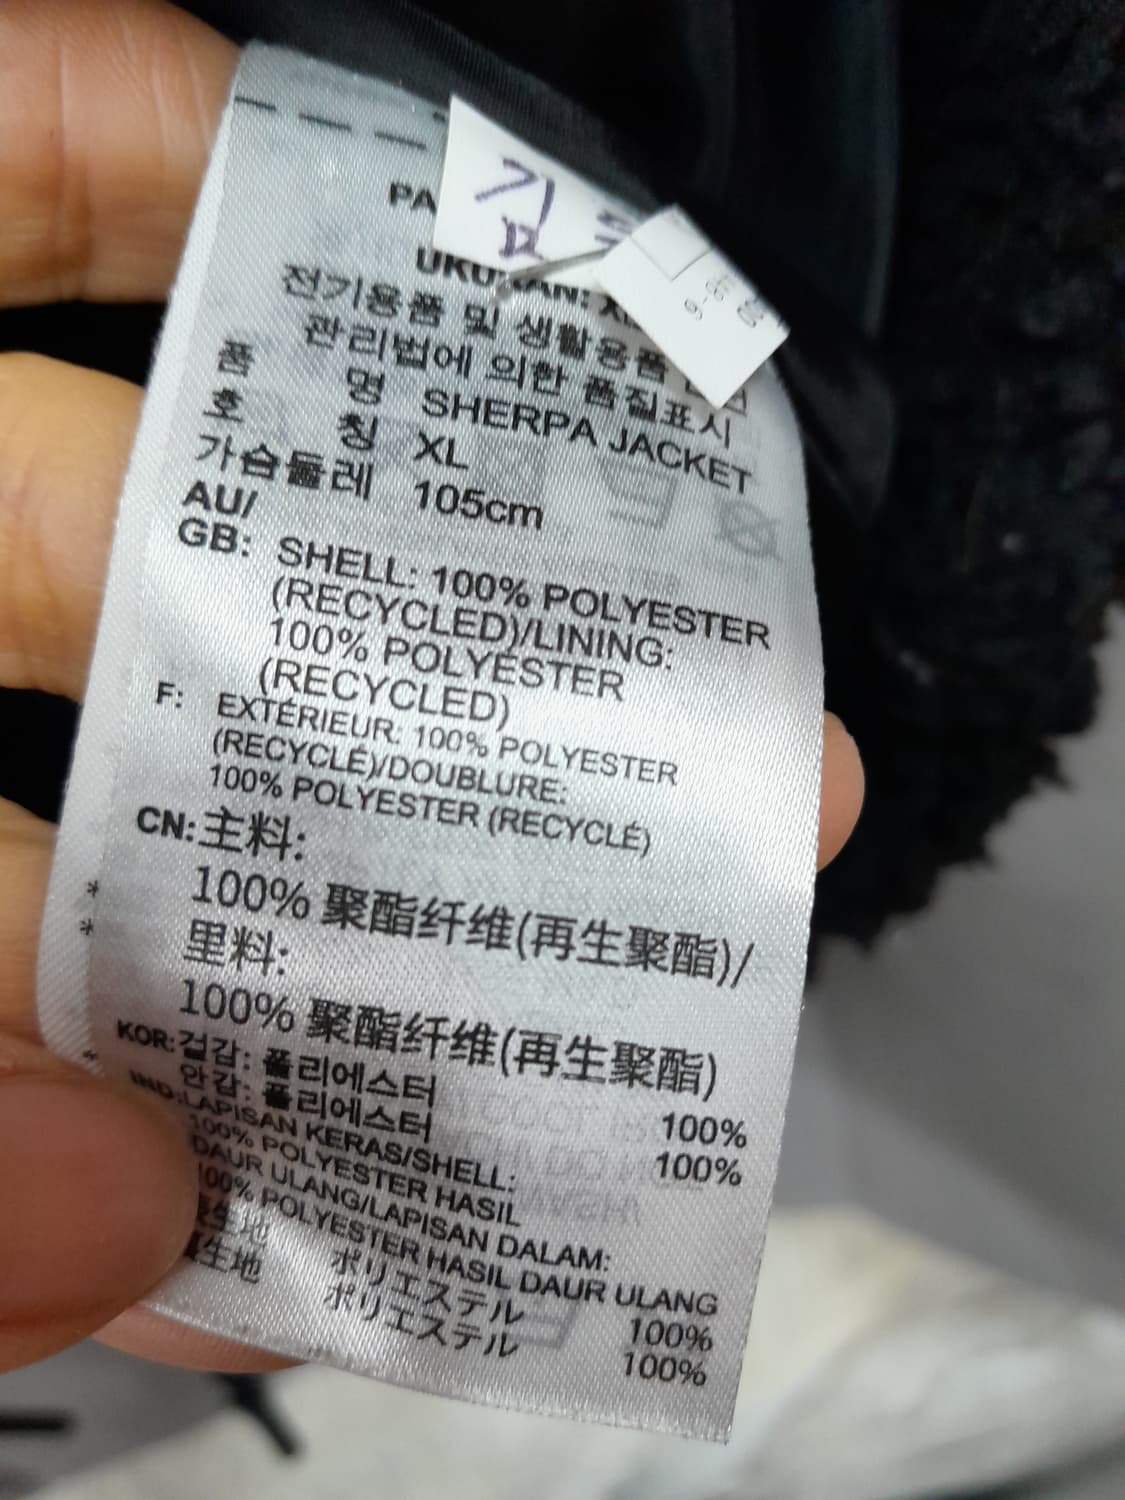 김
6-8T
PA
UKURAN: X
전기용품 및 생활용품
관리법에 의한 품질표시
품 명 SHERPA JACKET
호 칭 XL
가슴둘레 105cm
AU/
GB: SHELL: 100% POLYESTER
(RECYCLED)/LINING:
100% POLYESTER
(RECYCLED)
F: EXTÉRIEUR: 100% POLYESTER
(RECYCLÉ)/DOUBLURE:
100% POLYESTER (RECYCLÉ)
CN: 主料:
100% 聚酯纤维(再生聚酯)/
里料:
100% 聚酯纤维(再生聚酯)
KOR: 겉감: 폴리에스터 100%
안감: 폴리에스터 100%
IND: LAPISAN KERAS/SHELL:
100% POLYESTER HASIL
DAUR ULANG/LAPISAN DALAM:
100% POLYESTER HASIL DAUR ULANG
生地 ポリエステル 100%
生地 ポリエステル 100%